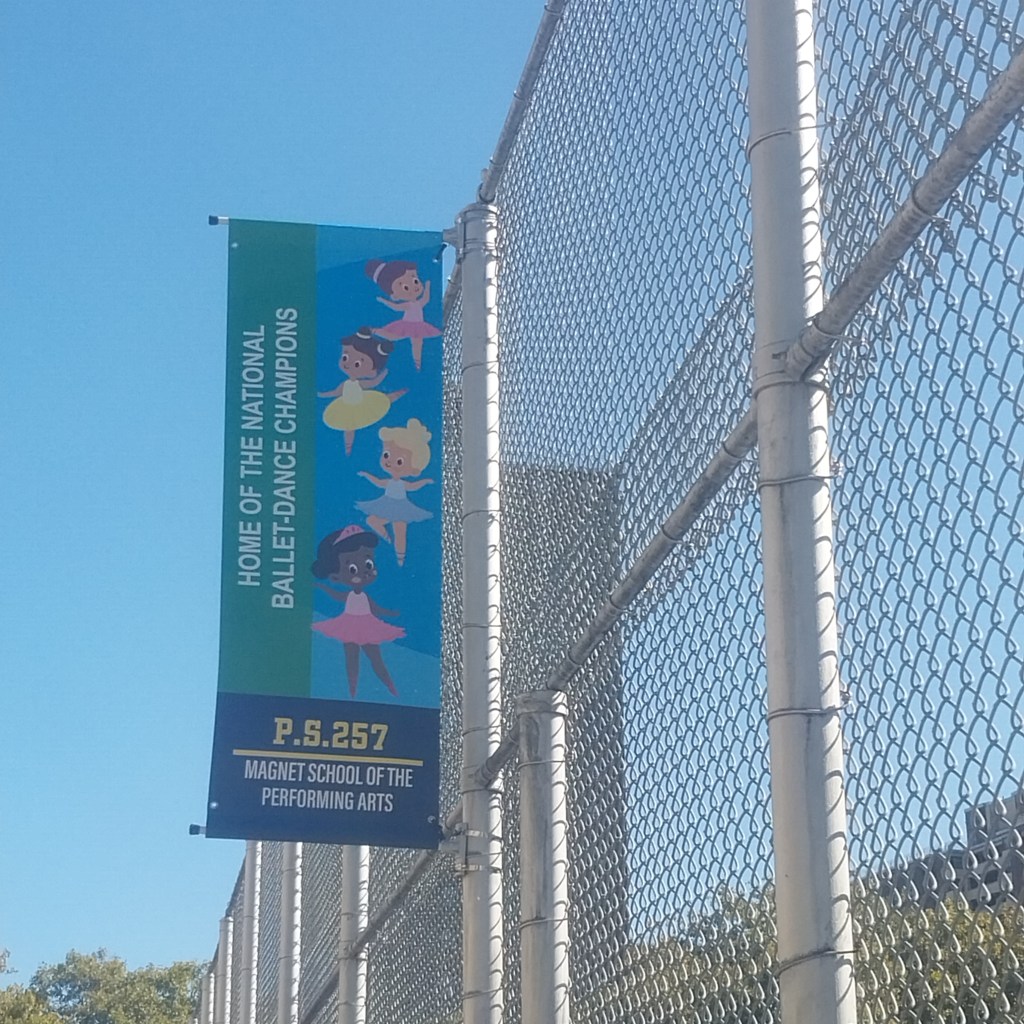 HOME OF THE NATIONAL
BALLET-DANCE CHAMPIONS
P.S.257
MAGNET SCHOOL OF THE
PERFORMING ARTS